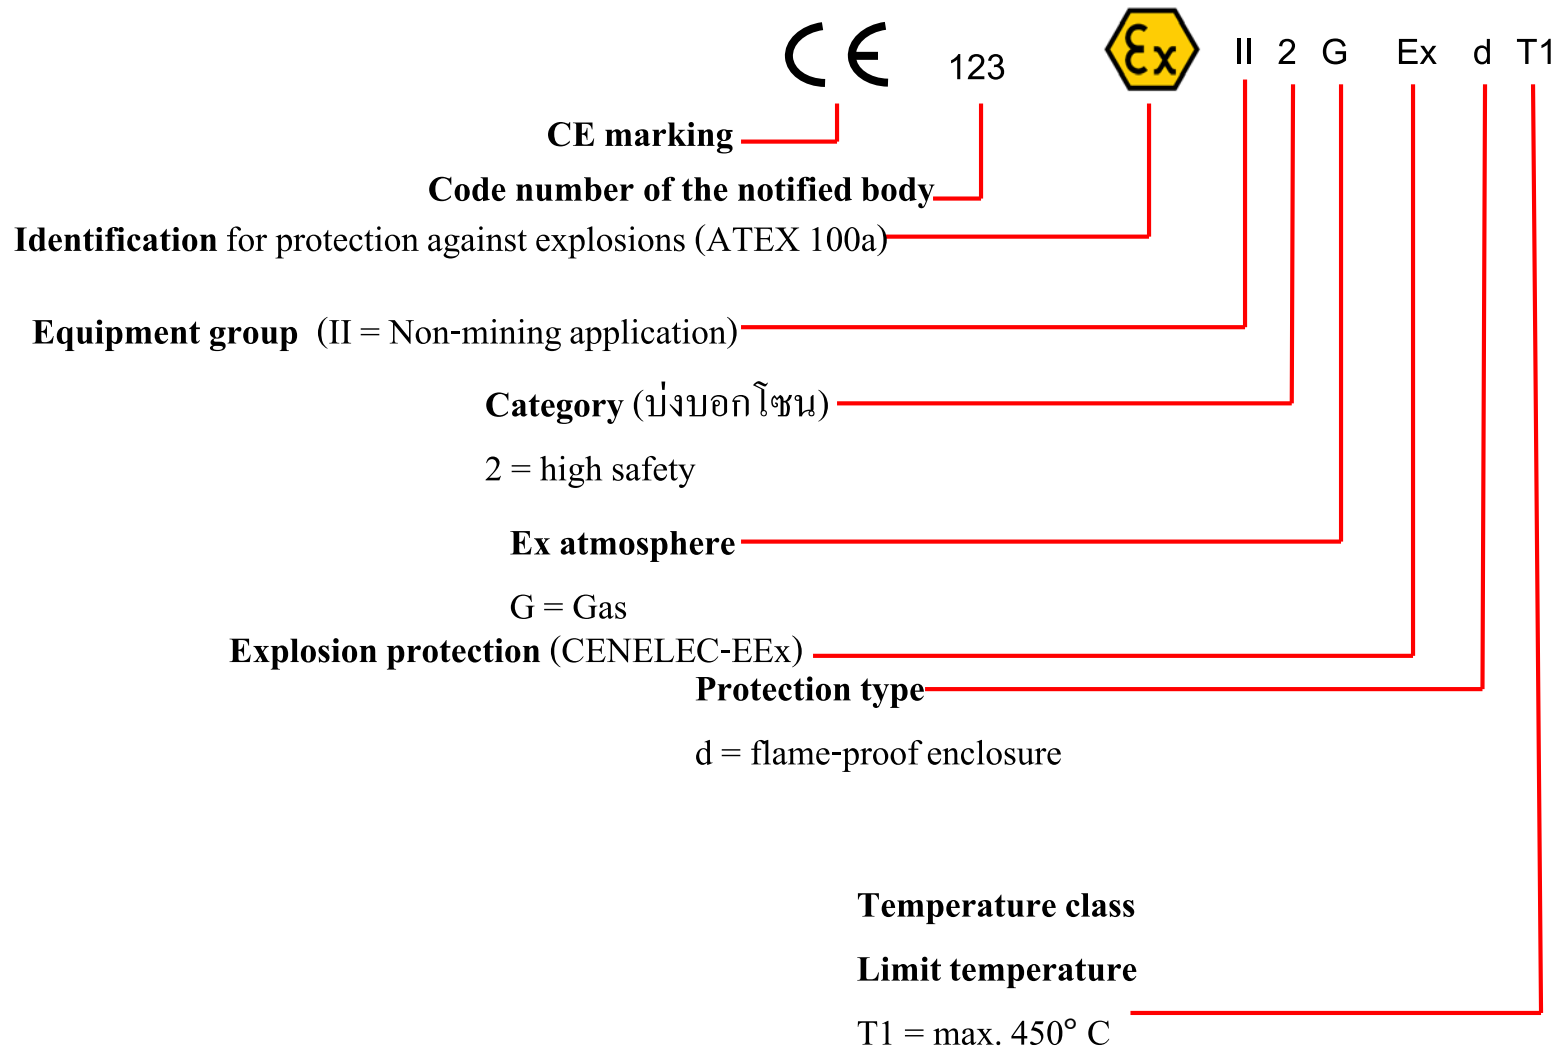 CE 123 Ex II 2 G Ex d T1
CE marking
Code number of the notified body
Identification for protection against explosions (ATEX 100a)
Equipment group (II = Non-mining application)
Category (บ่งบอกโซน)
2 = high safety
Ex atmosphere
G = Gas
Explosion protection (CENELEC-EEx)
Protection type
d = flame-proof enclosure
Temperature class
Limit temperature
T1 = max. 450° C